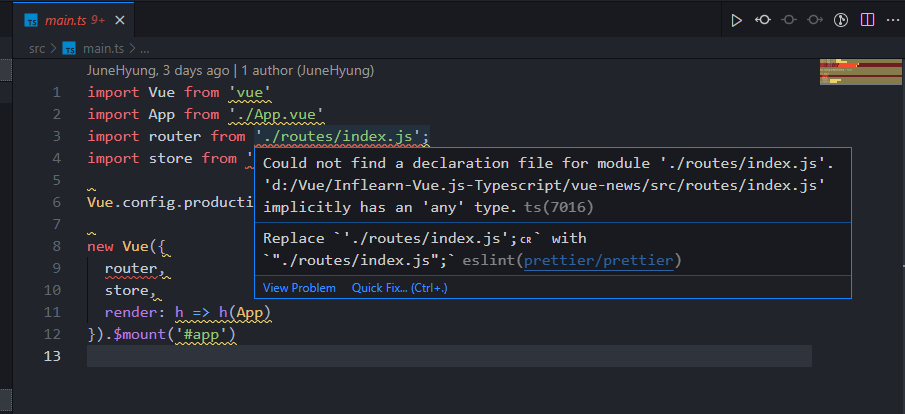 TS main.ts 9+ ×
src > TS main.ts > ...
JuneHyung, 3 days ago | 1 author (JuneHyung)
1 import Vue from 'vue'
2 import App from './App.vue'
3 import router from './routes/index.js';
4 import store from '
Could not find a declaration file for module './routes/index.js'.
'd:/Vue/Inflearn-Vue.js-Typescript/vue-news/src/routes/index.js'
implicitly has an 'any' type. ts(7016)
Replace `'./routes/index.js';␍` with
`"./routes/index.js";` eslint(prettier/prettier)
View Problem Quick Fix... (Ctrl+.)
5
6 Vue.config.producti
7
8 new Vue({
9 router,
10 store,
11 render: h => h(App)
12 }).$mount('#app')
13